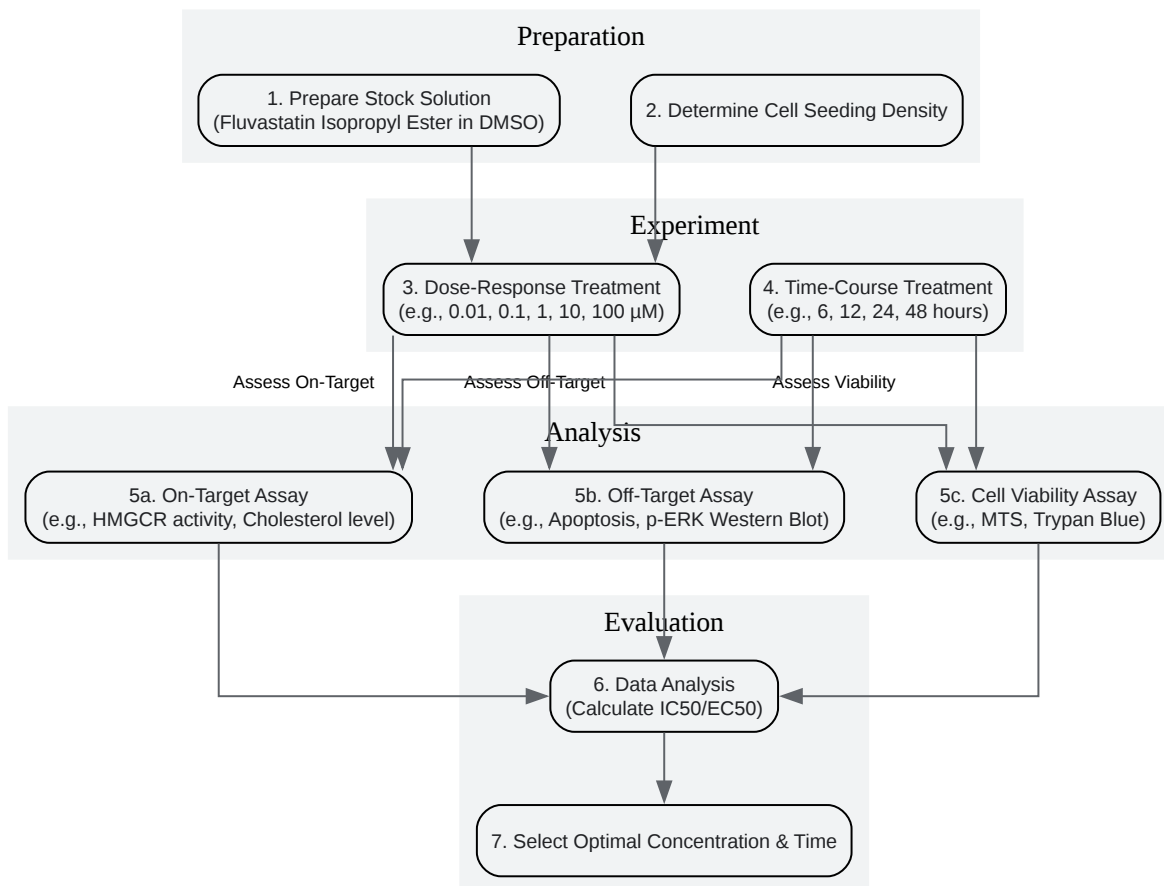 Preparation
1. Prepare Stock Solution
(Fluvastatin Isopropyl Ester in DMSO)
2. Determine Cell Seeding Density
Experiment
3. Dose-Response Treatment
(e.g., 0.01, 0.1, 1, 10, 100 µM)
4. Time-Course Treatment
(e.g., 6, 12, 24, 48 hours)
Assess On-Target
Assess Off-Target
Assess Viability
Analysis
5a. On-Target Assay
(e.g., HMGCR activity, Cholesterol level)
5b. Off-Target Assay
(e.g., Apoptosis, p-ERK Western Blot)
5c. Cell Viability Assay
(e.g., MTS, Trypan Blue)
Evaluation
6. Data Analysis
(Calculate IC50/EC50)
7. Select Optimal Concentration & Time